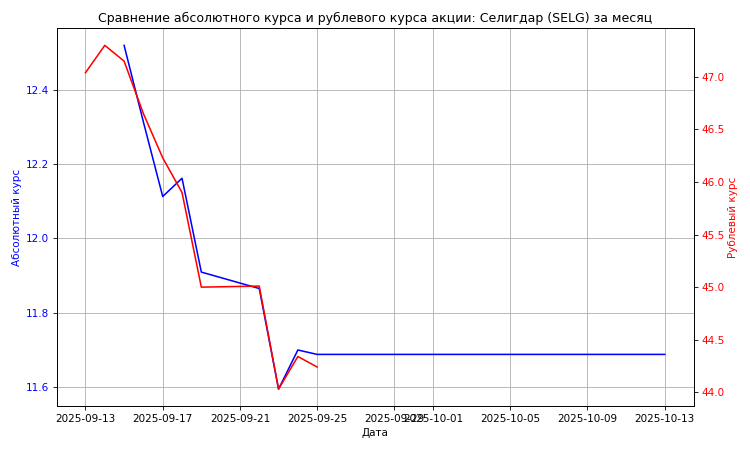 Сравнение абсолютного курса и рублевого курса акции: Селигдар (SELG) за месяц
Абсолютный курс
12.4
12.2
12.0
11.8
11.6
47.0
46.5
46.0
45.5
45.0
44.5
44.0
Рублевый курс
2025-09-13 2025-09-17 2025-09-21 2025-09-25 2025-09-29 2025-10-01 2025-10-05 2025-10-09 2025-10-13
Дата